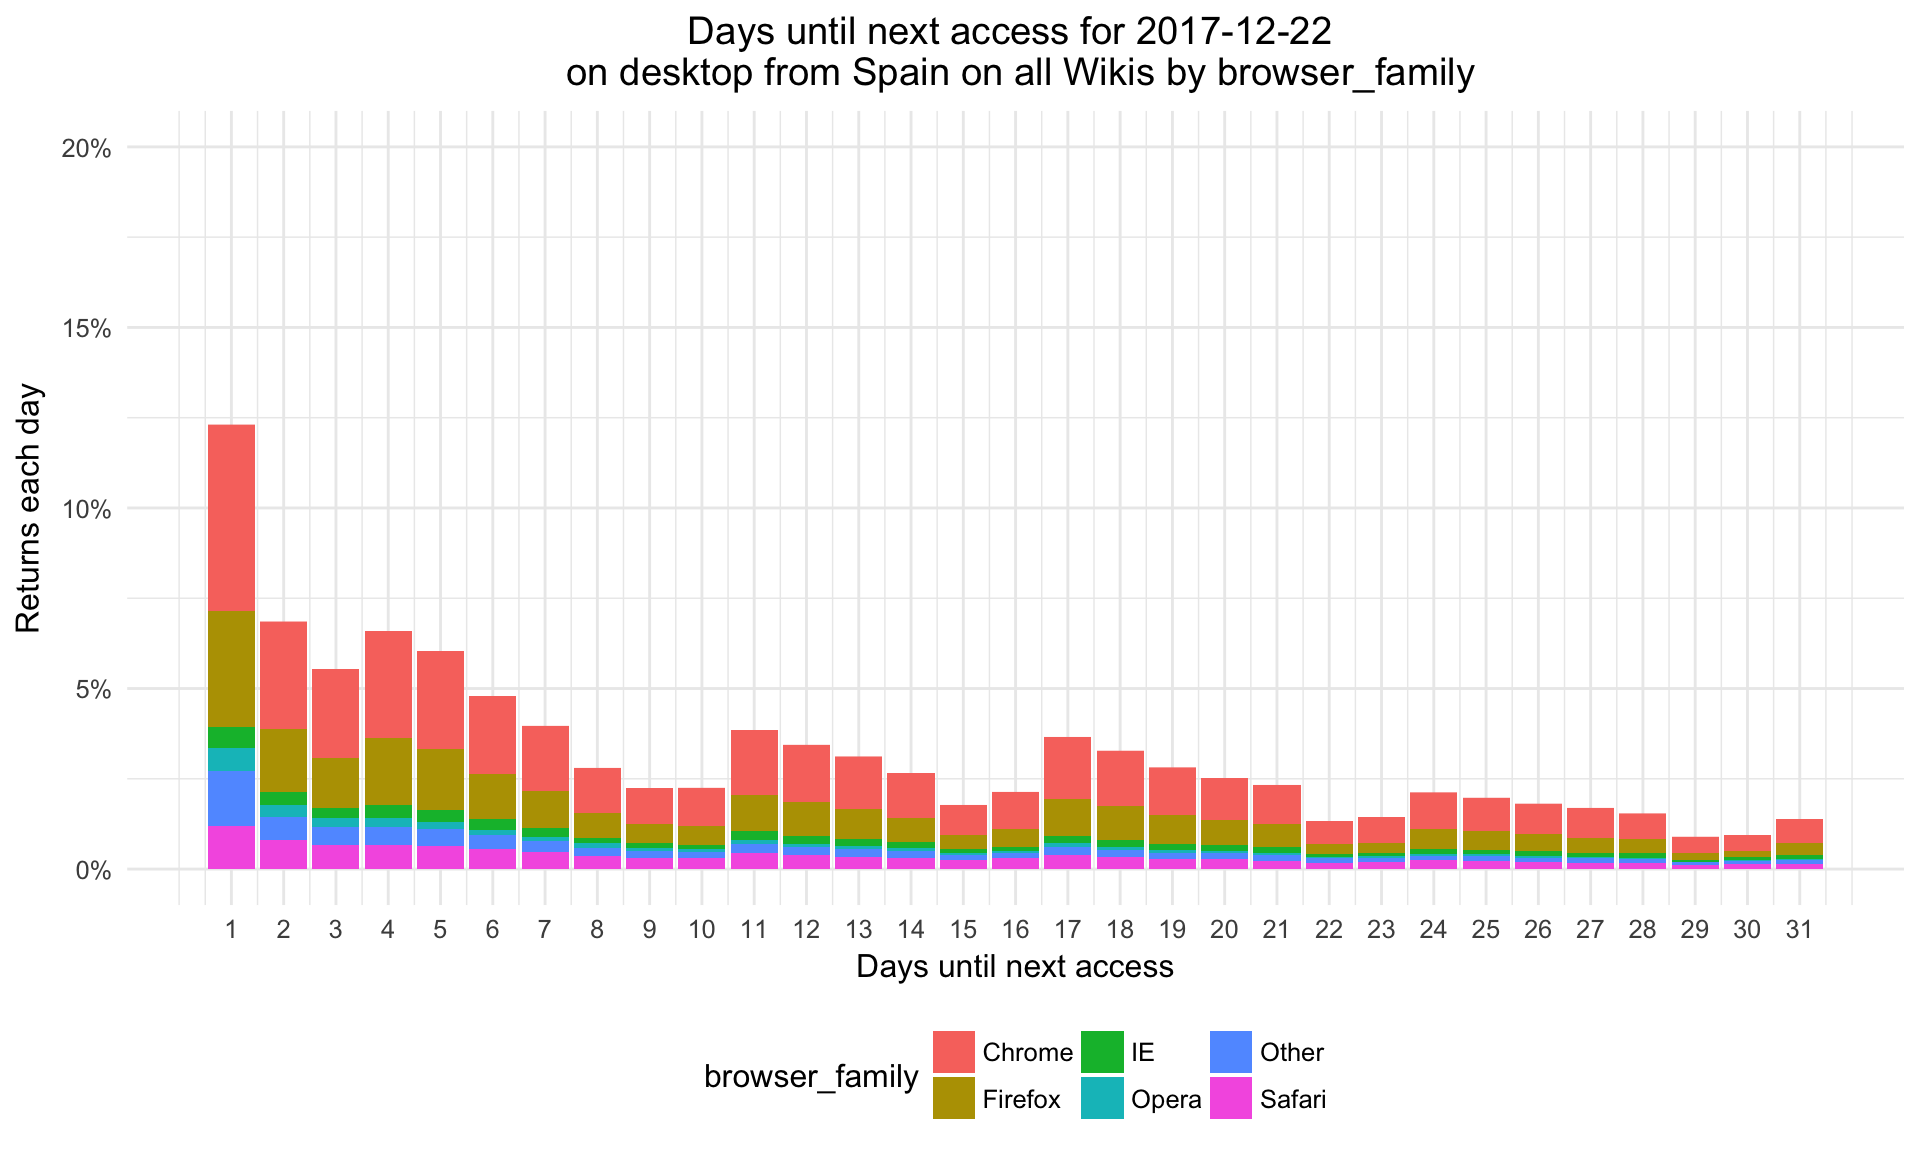 Days until next access for 2017-12-22
on desktop from Spain on all Wikis by browser_family
Returns each day
20%
15%
10%
5%
0%
1 2 3 4 5 6 7 8 9 10 11 12 13 14 15 16 17 18 19 20 21 22 23 24 25 26 27 28 29 30 31
Days until next access
browser_family
Chrome IE Other
Firefox Opera Safari